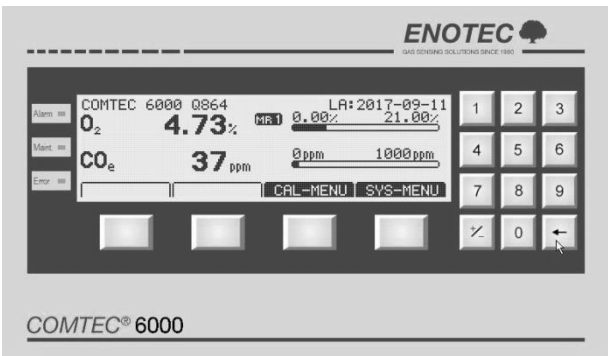 ENOTEC
GAS SENSING SOLUTIONS SINCE 1980
COMTEC 6000 Q864 LA:2017-09-11
O₂ 4.73% MR1 0.00% 21.00%
COₑ 37 ppm 0ppm 1000ppm
CAL-MENU SYS-MENU
Alarm
Maint.
Error
1 2 3
4 5 6
7 8 9
+/- 0 ←
COMTEC® 6000